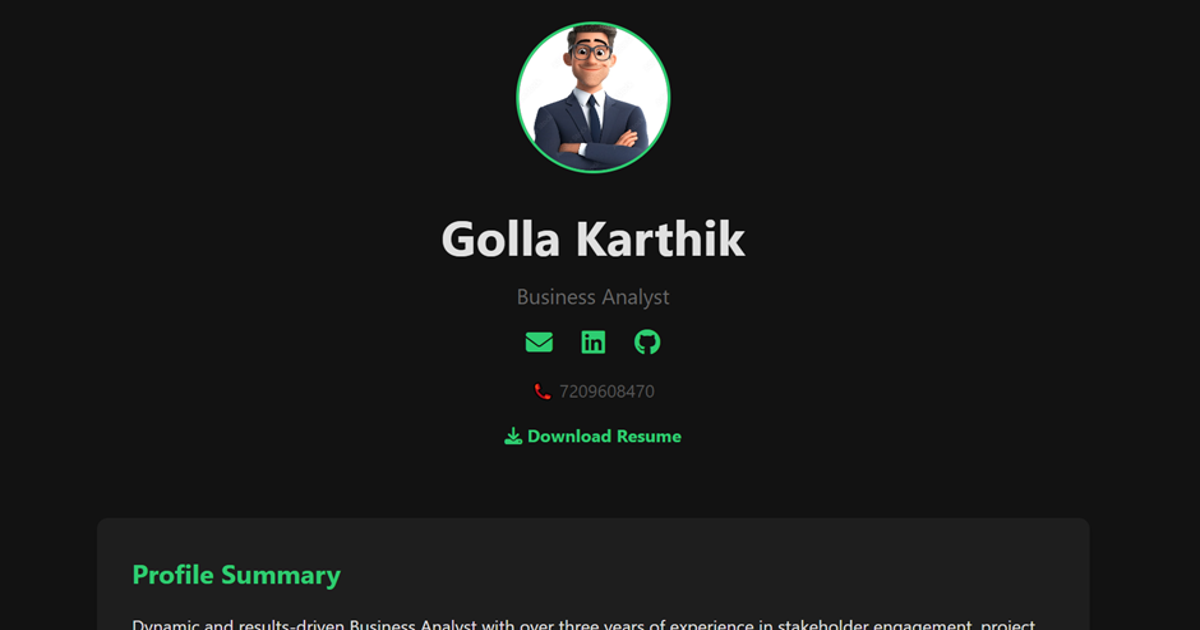 Golla Karthik
Business Analyst
in
7209608470
Download Resume
Profile Summary
Dynamic and results-driven Business Analyst with over three years of experience in stakeholder engagement, project